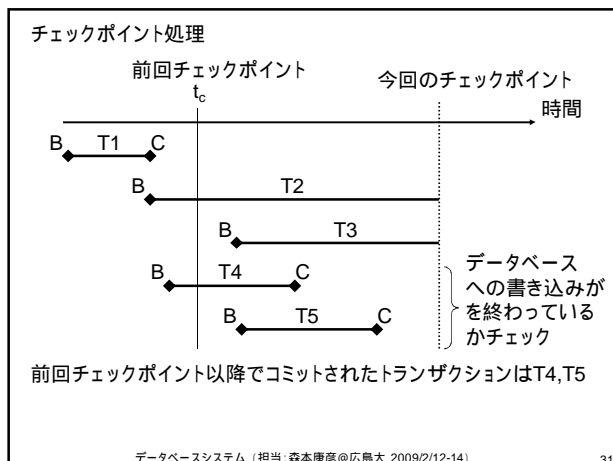 チェックポイント処理
前回チェックポイント
tc
今回のチェックポイント
時間
B T1 C
B T2
B T3
B T4 C
B T5 C
データベース
への書き込みが
を終わっている
かチェック
前回チェックポイント以降でコミットされたトランザクションはT4,T5
データベースシステム (担当:森本康彦@広島大 2009/2/12-14)
31